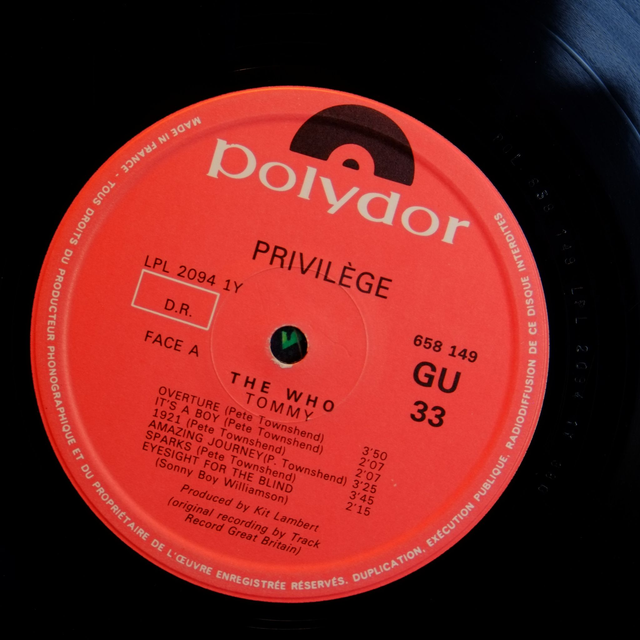 polydor
PRIVILÈGE
LPL 2094 1Y
D.R.
FACE A
658 149
GU
33
THE WHO
TOMMY
OVERTURE (Pete Townshend) 3'50
IT'S A BOY (Pete Townshend) 2'07
1921 (Pete Townshend) 2'07
AMAZING JOURNEY(P. Townshend) 3'25
SPARKS (Pete Townshend) 3'45
EYESIGHT FOR THE BLIND 2'15
(Sonny Boy Williamson)
Produced by Kit Lambert
(original recording by Track
Record Great Britain)
MADE IN FRANCE - TOUS DROITS DU PRODUCTEUR PHONOGRAPHIQUE ET DU PROPRIÉTAIRE DE L'ŒUVRE ENREGISTRÉE RÉSERVÉS. DUPLICATION, EXÉCUTION PUBLIQUE, RADIODIFFUSION DE CE DISQUE INTERDITES